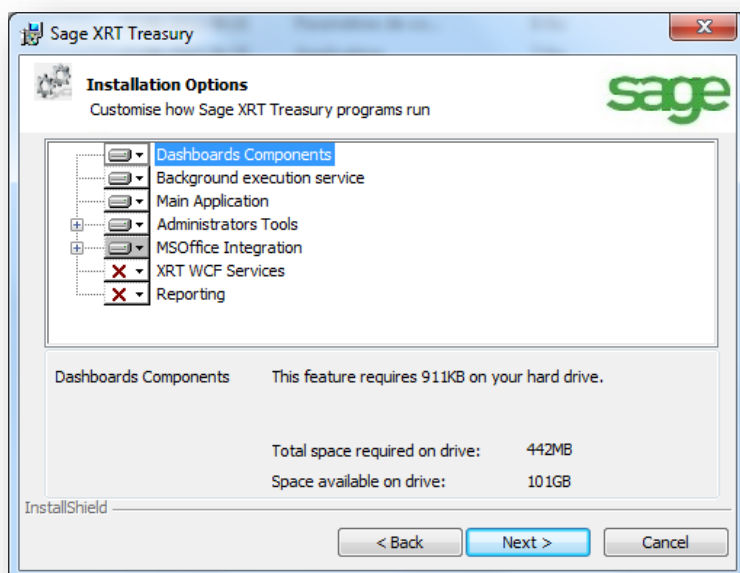 Sage XRT Treasury
Installation Options
Customise how Sage XRT Treasury programs run
sage
Dashboards Components
Background execution service
Main Application
Administrators Tools
MSOffice Integration
XRT WCF Services
Reporting
Dashboards Components This feature requires 911KB on your hard drive.
Total space required on drive: 442MB
Space available on drive: 101GB
InstallShield
< Back Next > Cancel